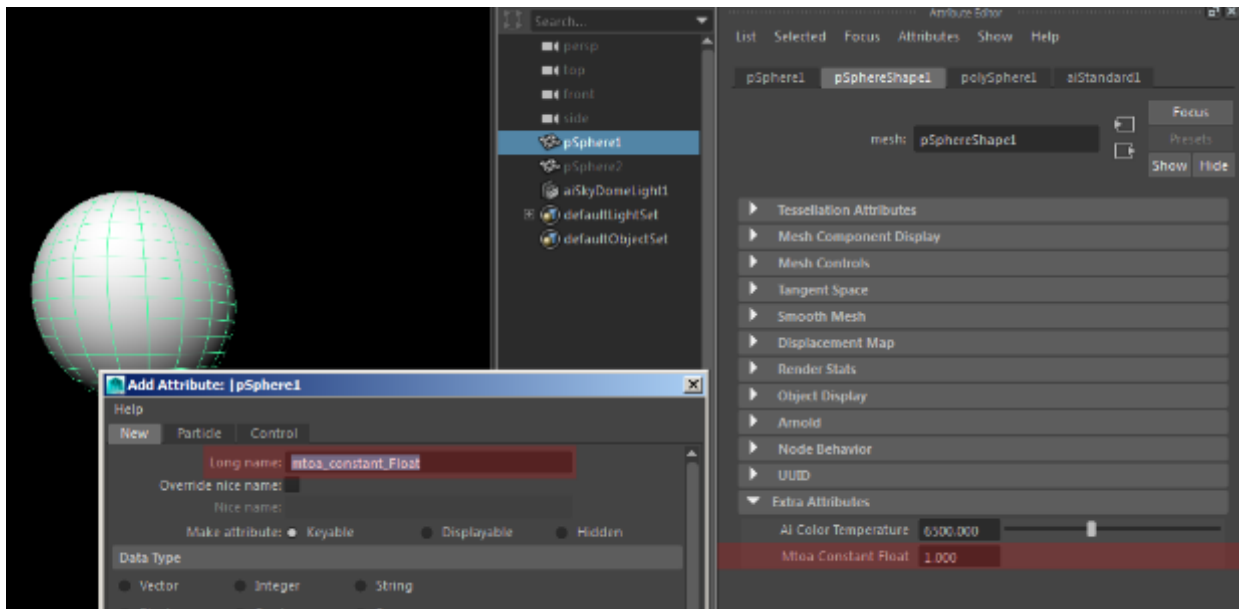 Search...
persp
top
front
side
pSphere1
pSphere2
aiSkyDomeLight1
defaultLightSet
defaultObjectSet
Attribute Editor
List Selected Focus Attributes Show Help
pSphere1 pSphereShape1 polySphere1 aiStandard1
Focus
mesh: pSphereShape1
Presets
Show Hide
Tessellation Attributes
Mesh Component Display
Mesh Controls
Tangent Space
Smooth Mesh
Displacement Map
Render Stats
Object Display
Arnold
Node Behavior
UUID
Extra Attributes
Ai Color Temperature 6500.000
Mtoa Constant Float 1.000
Add Attribute: |pSphere1
Help
New Particle Control
Long name: mtoa_constant_Float
Override nice name:
Nice name:
Make attribute: Keyable Displayable Hidden
Data Type
Vector Integer String